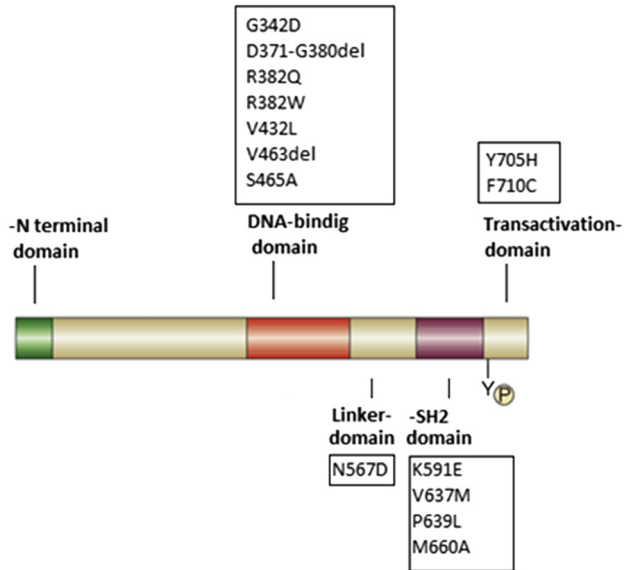 G342D
D371-G380del
R382Q
R382W
V432L
V463del
S465A
Y705H
F710C
-N terminal
domain
DNA-bindig
domain
Transactivation-
domain
Y
P
Linker-
domain
N567D
-SH2
domain
K591E
V637M
P639L
M660A